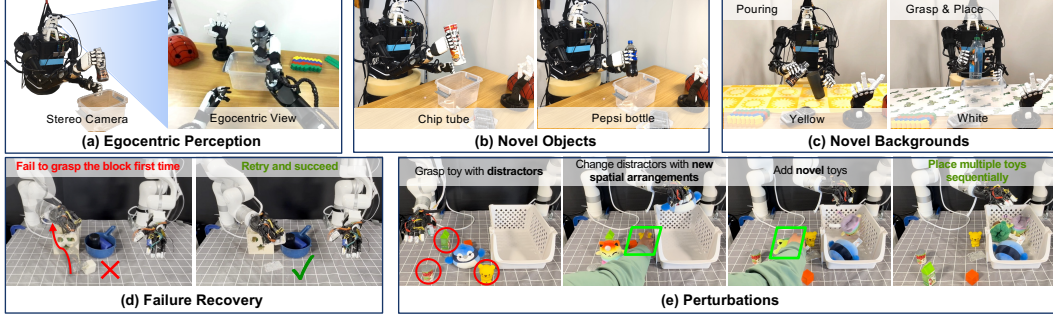 Stereo Camera
Egocentric View
(a) Egocentric Perception
Chip tube
Pepsi bottle
(b) Novel Objects
Pouring
Grasp & Place
Yellow
White
(c) Novel Backgrounds
Fail to grasp the block first time
Retry and succeed
(d) Failure Recovery
Grasp toy with distractors
Change distractors with new
spatial arrangements
Add novel toys
Place multiple toys
sequentially
(e) Perturbations